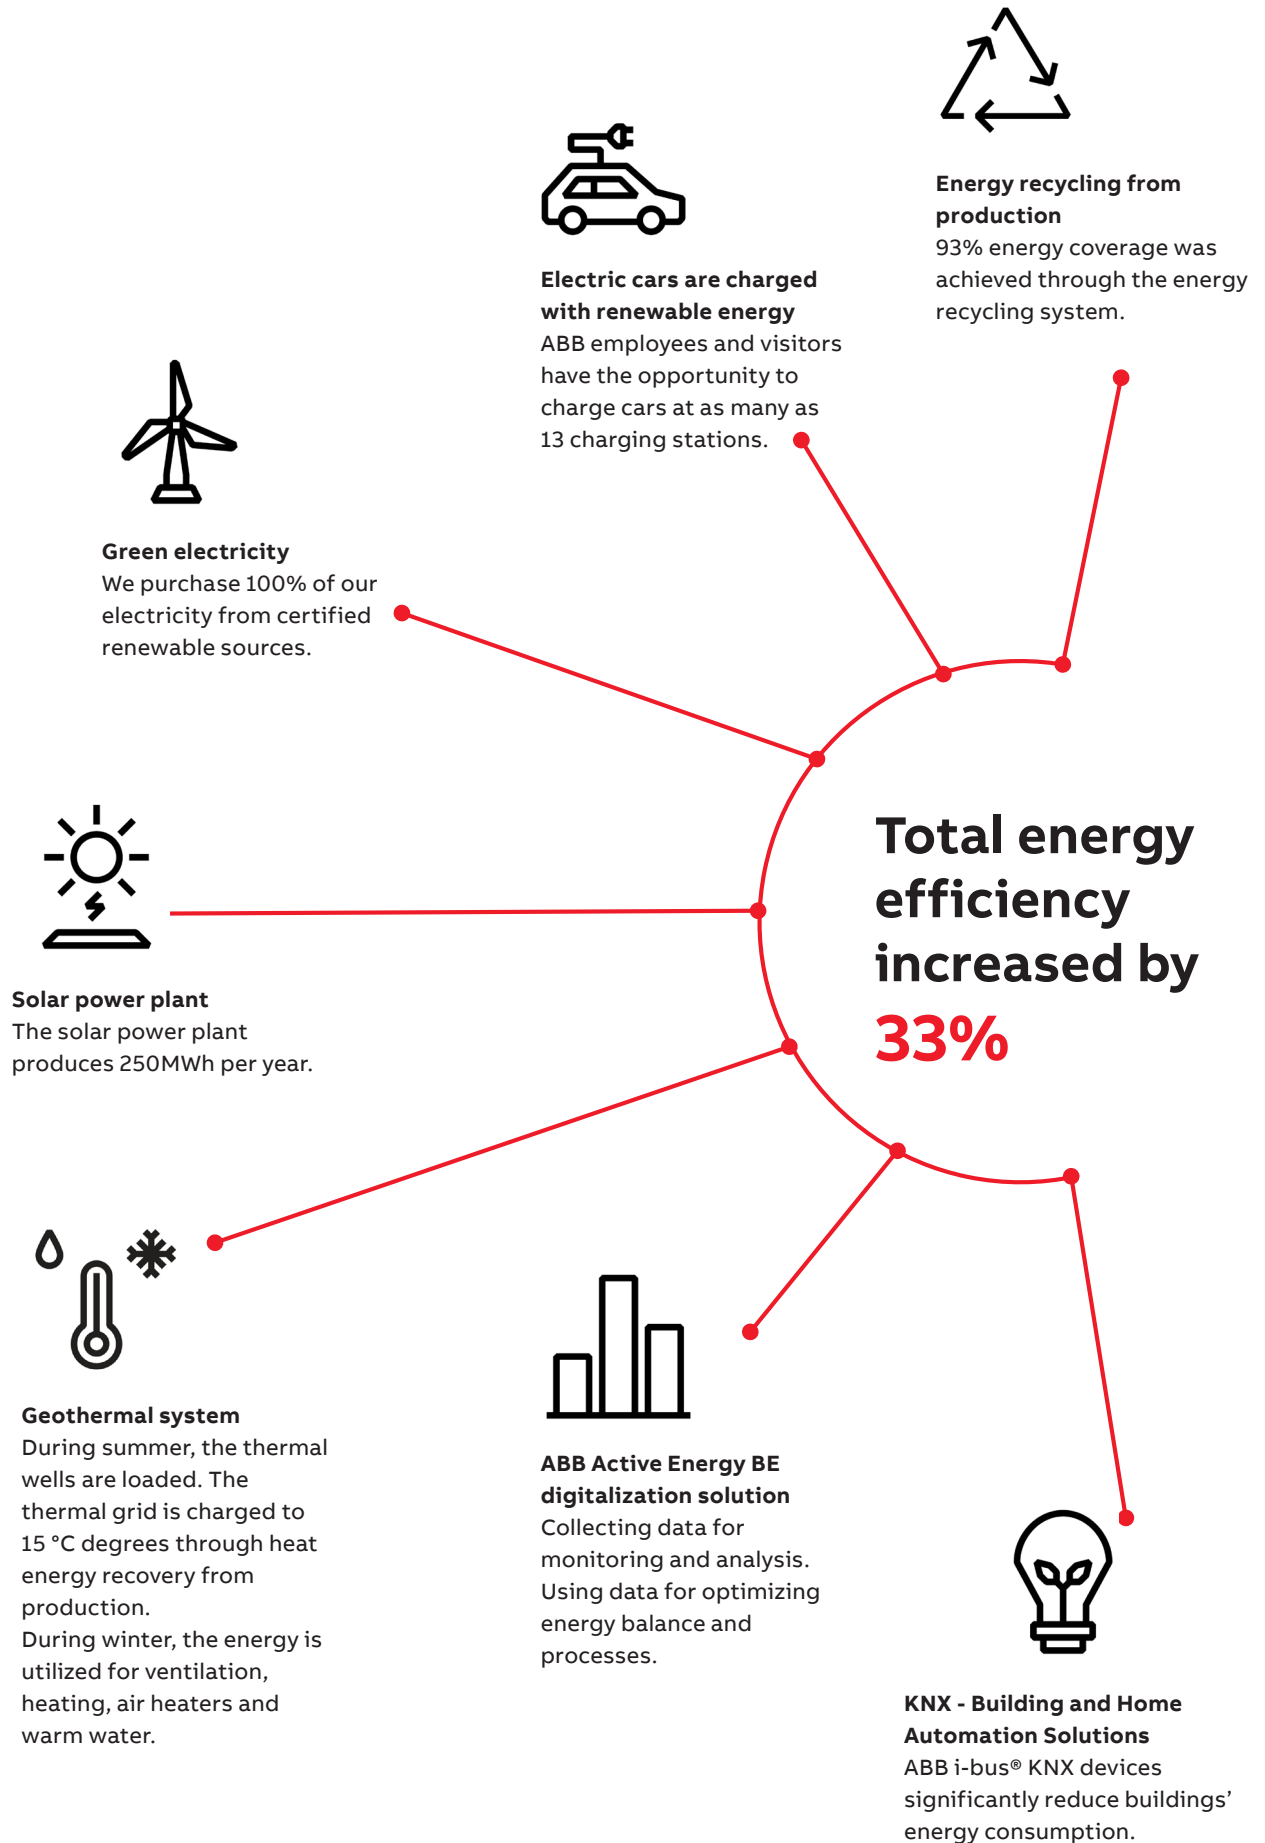 Energy recycling from
production
93% energy coverage was
achieved through the energy
recycling system.
Electric cars are charged
with renewable energy
ABB employees and visitors
have the opportunity to
charge cars at as many as
13 charging stations.
Green electricity
We purchase 100% of our
electricity from certified
renewable sources.
Total energy
efficiency
increased by
33%
Solar power plant
The solar power plant
produces 250MWh per year.
Geothermal system
During summer, the thermal
wells are loaded. The
thermal grid is charged to
15 °C degrees through heat
energy recovery from
production.
During winter, the energy is
utilized for ventilation,
heating, air heaters and
warm water.
ABB Active Energy BE
digitalization solution
Collecting data for
monitoring and analysis.
Using data for optimizing
energy balance and
processes.
KNX - Building and Home
Automation Solutions
ABB i-bus® KNX devices
significantly reduce buildings’
energy consumption.